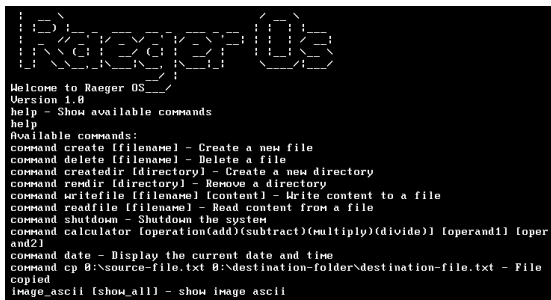 Raeger Os
Welcome to Raeger OS
Version 1.0
help - Show available commands
help
Available commands:
command create [filename] - Create a new file
command delete [filename] - Delete a file
command createdir [directory] - Create a new directory
command remdir [directory] - Remove a directory
command writefile [filename] [content] - Write content to a file
command readfile [filename] - Read content from a file
command shutdown - Shutdown the system
command calculator [operation(add)(subtract)(multiply)(divide)] [operand1] [oper
and2]
command date - Display the current date and time
command cp 0:\source-file.txt 0:\destination-folder\destination-file.txt - File
copied
image_ascii [show_all] - show image ascii